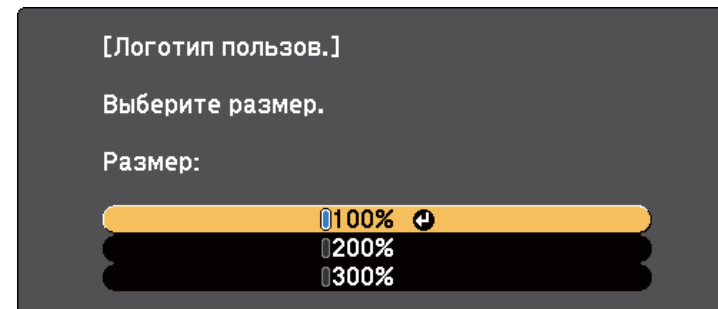 [Логотип пользов.]
Выберите размер.
Размер:
100%
200%
300%